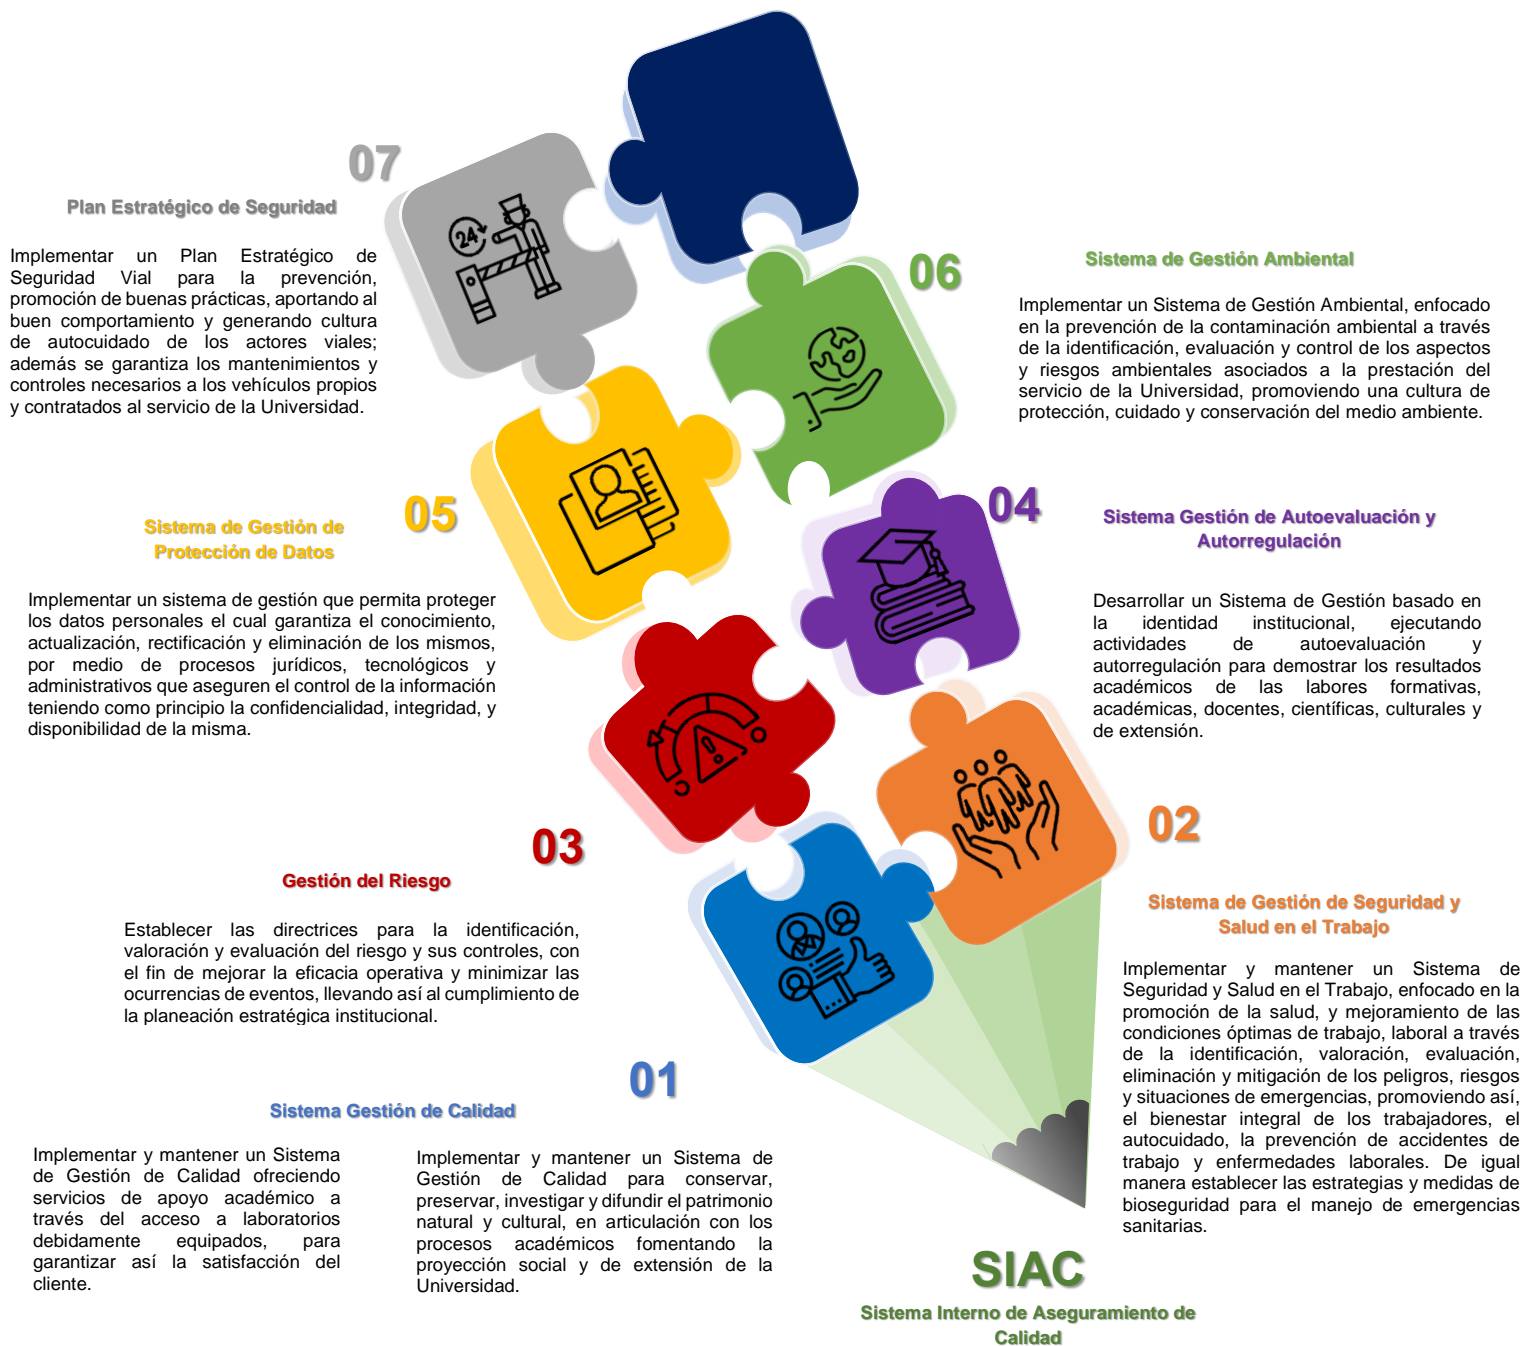 07
Plan Estratégico de Seguridad
Implementar un Plan Estratégico de
Seguridad Vial para la prevención,
promoción de buenas prácticas, aportando al
buen comportamiento y generando cultura
de autocuidado de los actores viales;
además se garantiza los mantenimientos y
controles necesarios a los vehículos propios
y contratados al servicio de la Universidad.
24
06
Sistema de Gestión Ambiental
Implementar un Sistema de Gestión Ambiental, enfocado
en la prevención de la contaminación ambiental a través
de la identificación, evaluación y control de los aspectos
y riesgos ambientales asociados a la prestación del
servicio de la Universidad, promoviendo una cultura de
protección, cuidado y conservación del medio ambiente.
05
Sistema de Gestión de
Protección de Datos
Implementar un sistema de gestión que permita proteger
los datos personales el cual garantiza el conocimiento,
actualización, rectificación y eliminación de los mismos,
por medio de procesos jurídicos, tecnológicos y
administrativos que aseguren el control de la información
teniendo como principio la confidencialidad, integridad, y
disponibilidad de la misma.
04
Sistema Gestión de Autoevaluación y
Autorregulación
Desarrollar un Sistema de Gestión basado en
la identidad institucional, ejecutando
actividades de autoevaluación y
autorregulación para demostrar los resultados
académicos de las labores formativas,
académicas, docentes, científicas, culturales y
de extensión.
03
Gestión del Riesgo
Establecer las directrices para la identificación,
valoración y evaluación del riesgo y sus controles, con
el fin de mejorar la eficacia operativa y minimizar las
ocurrencias de eventos, llevando así al cumplimiento de
la planeación estratégica institucional.
02
Sistema de Gestión de Seguridad y
Salud en el Trabajo
Implementar y mantener un Sistema de
Seguridad y Salud en el Trabajo, enfocado en la
promoción de la salud, y mejoramiento de las
condiciones óptimas de trabajo, laboral a través
de la identificación, valoración, evaluación,
eliminación y mitigación de los peligros, riesgos
y situaciones de emergencias, promoviendo así,
el bienestar integral de los trabajadores, el
autocuidado, la prevención de accidentes de
trabajo y enfermedades laborales. De igual
manera establecer las estrategias y medidas de
bioseguridad para el manejo de emergencias
sanitarias.
01
Sistema Gestión de Calidad
Implementar y mantener un Sistema
de Gestión de Calidad ofreciendo
servicios de apoyo académico a
través del acceso a laboratorios
debidamente equipados, para
garantizar así la satisfacción del
cliente.
Implementar y mantener un Sistema de
Gestión de Calidad para conservar,
preservar, investigar y difundir el patrimonio
natural y cultural, en articulación con los
procesos académicos fomentando la
proyección social y de extensión de la
Universidad.
SIAC
Sistema Interno de Aseguramiento de
Calidad